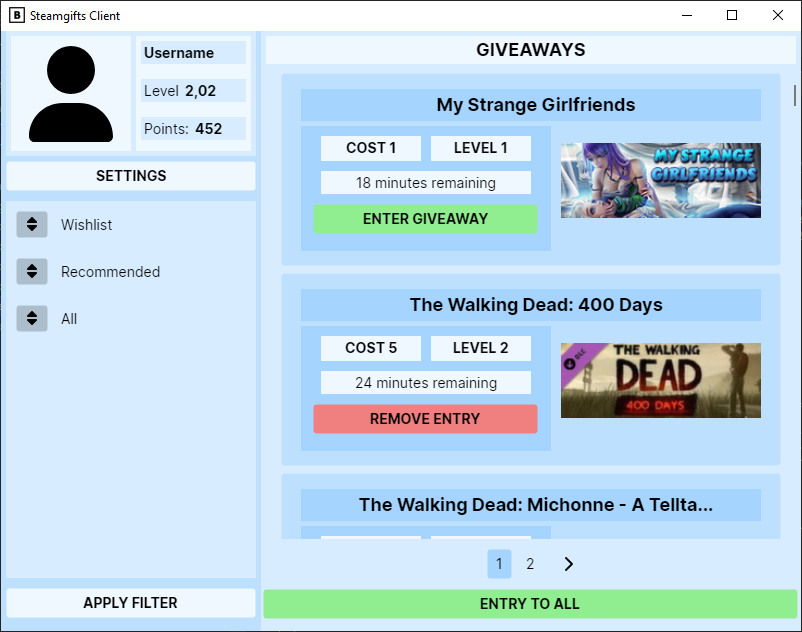 B Steamgifts Client
Username
Level 2,02
Points: 452
SETTINGS
Wishlist
Recommended
All
APPLY FILTER
GIVEAWAYS
My Strange Girlfriends
COST 1 LEVEL 1
18 minutes remaining
ENTER GIVEAWAY
MY STRANGE
GIRLFRIENDS
The Walking Dead: 400 Days
COST 5 LEVEL 2
24 minutes remaining
REMOVE ENTRY
DLC
THE WALKING
DEAD
400 DAYS
The Walking Dead: Michonne - A Tellta...
1 2
ENTRY TO ALL